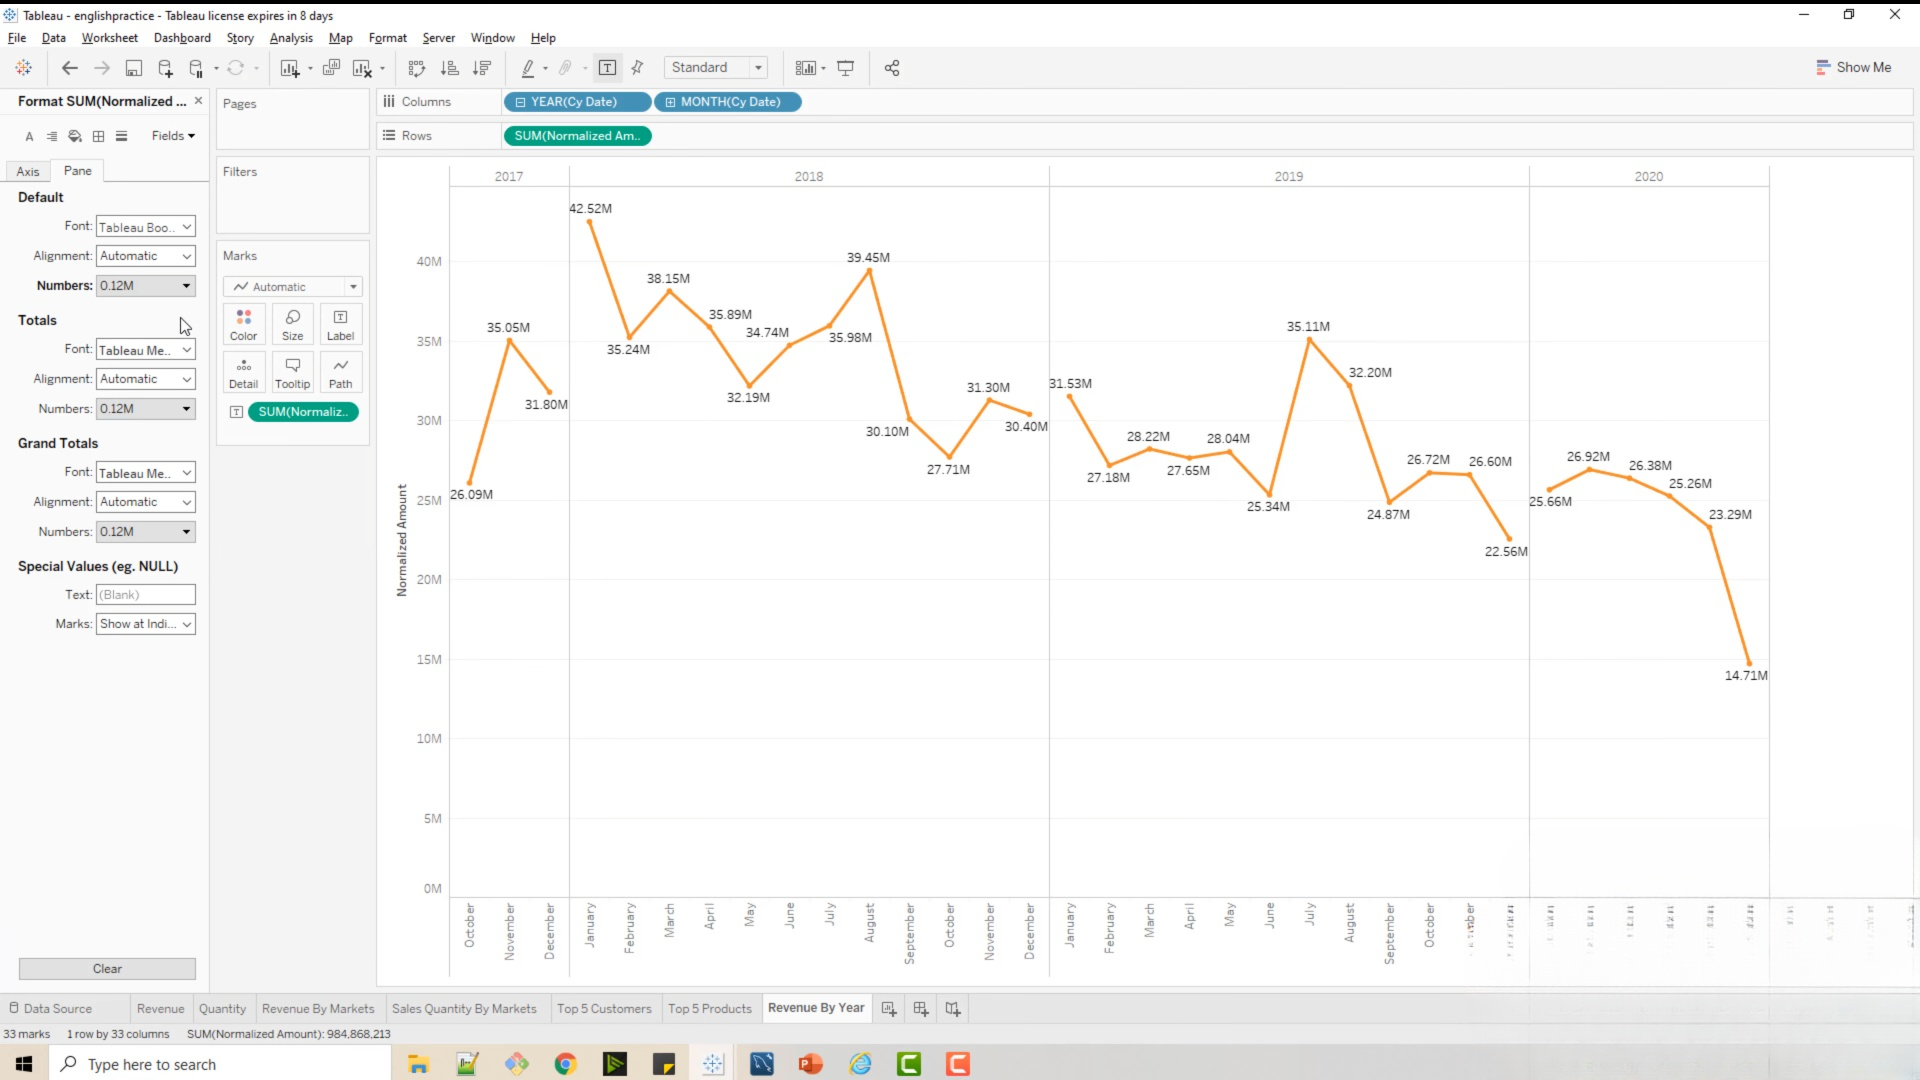 Tableau - englishpractice - Tableau license expires in 8 days
File Data Worksheet Dashboard Story Analysis Map Format Server Window Help
Standard
Show Me
Format SUM(Normalized ...
Fields
Axis Pane
Default
Font: Tableau Boo..
Alignment: Automatic
Numbers: 0.12M
Totals
Font: Tableau Me..
Alignment: Automatic
Numbers: 0.12M
Grand Totals
Font: Tableau Me..
Alignment: Automatic
Numbers: 0.12M
Special Values (eg. NULL)
Text: (Blank)
Marks: Show at Indi...
Clear
Pages
Filters
Marks
Automatic
Color Size Label
Detail Tooltip Path
SUM(Normaliz..
Columns YEAR(Cy Date) MONTH(Cy Date)
Rows SUM(Normalized Am..
2017 2018 2019 2020
Normalized Amount
40M
35M
30M
25M
20M
15M
10M
5M
0M
26.09M
35.05M
31.80M
42.52M
35.24M
38.15M
35.89M
32.19M
34.74M
35.98M
39.45M
30.10M
27.71M
31.30M
30.40M
31.53M
27.18M
28.22M
27.65M
28.04M
25.34M
35.11M
32.20M
24.87M
26.72M
26.60M
22.56M
25.66M
26.92M
26.38M
25.26M
23.29M
14.71M
October
November
December
January
February
March
April
May
June
July
August
September
October
November
December
January
February
March
April
May
June
July
August
September
October
Data Source Revenue Quantity Revenue By Markets Sales Quantity By Markets Top 5 Customers Top 5 Products Revenue By Year
33 marks 1 row by 33 columns SUM(Normalized Amount): 984,868,213
Type here to search